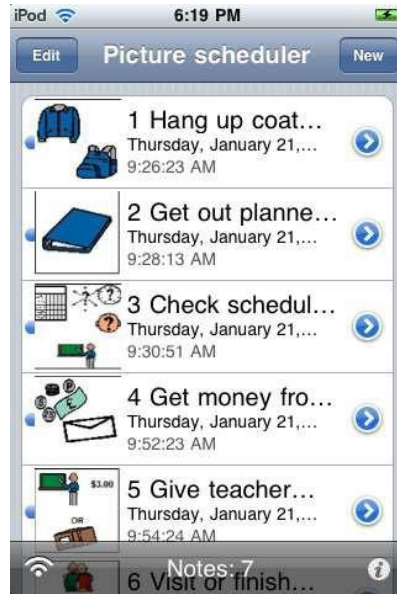 iPod 6:19 PM
Edit Picture scheduler New
1 Hang up coat...
Thursday, January 21,...
9:26:23 AM
2 Get out planne...
Thursday, January 21,...
9:28:13 AM
3 Check schedul...
Thursday, January 21,...
9:30:51 AM
4 Get money fro...
Thursday, January 21,...
9:52:23 AM
$3.00
OR
5 Give teacher...
Thursday, January 21,...
9:54:24 AM
Notes: 7
6 Visit or finish...